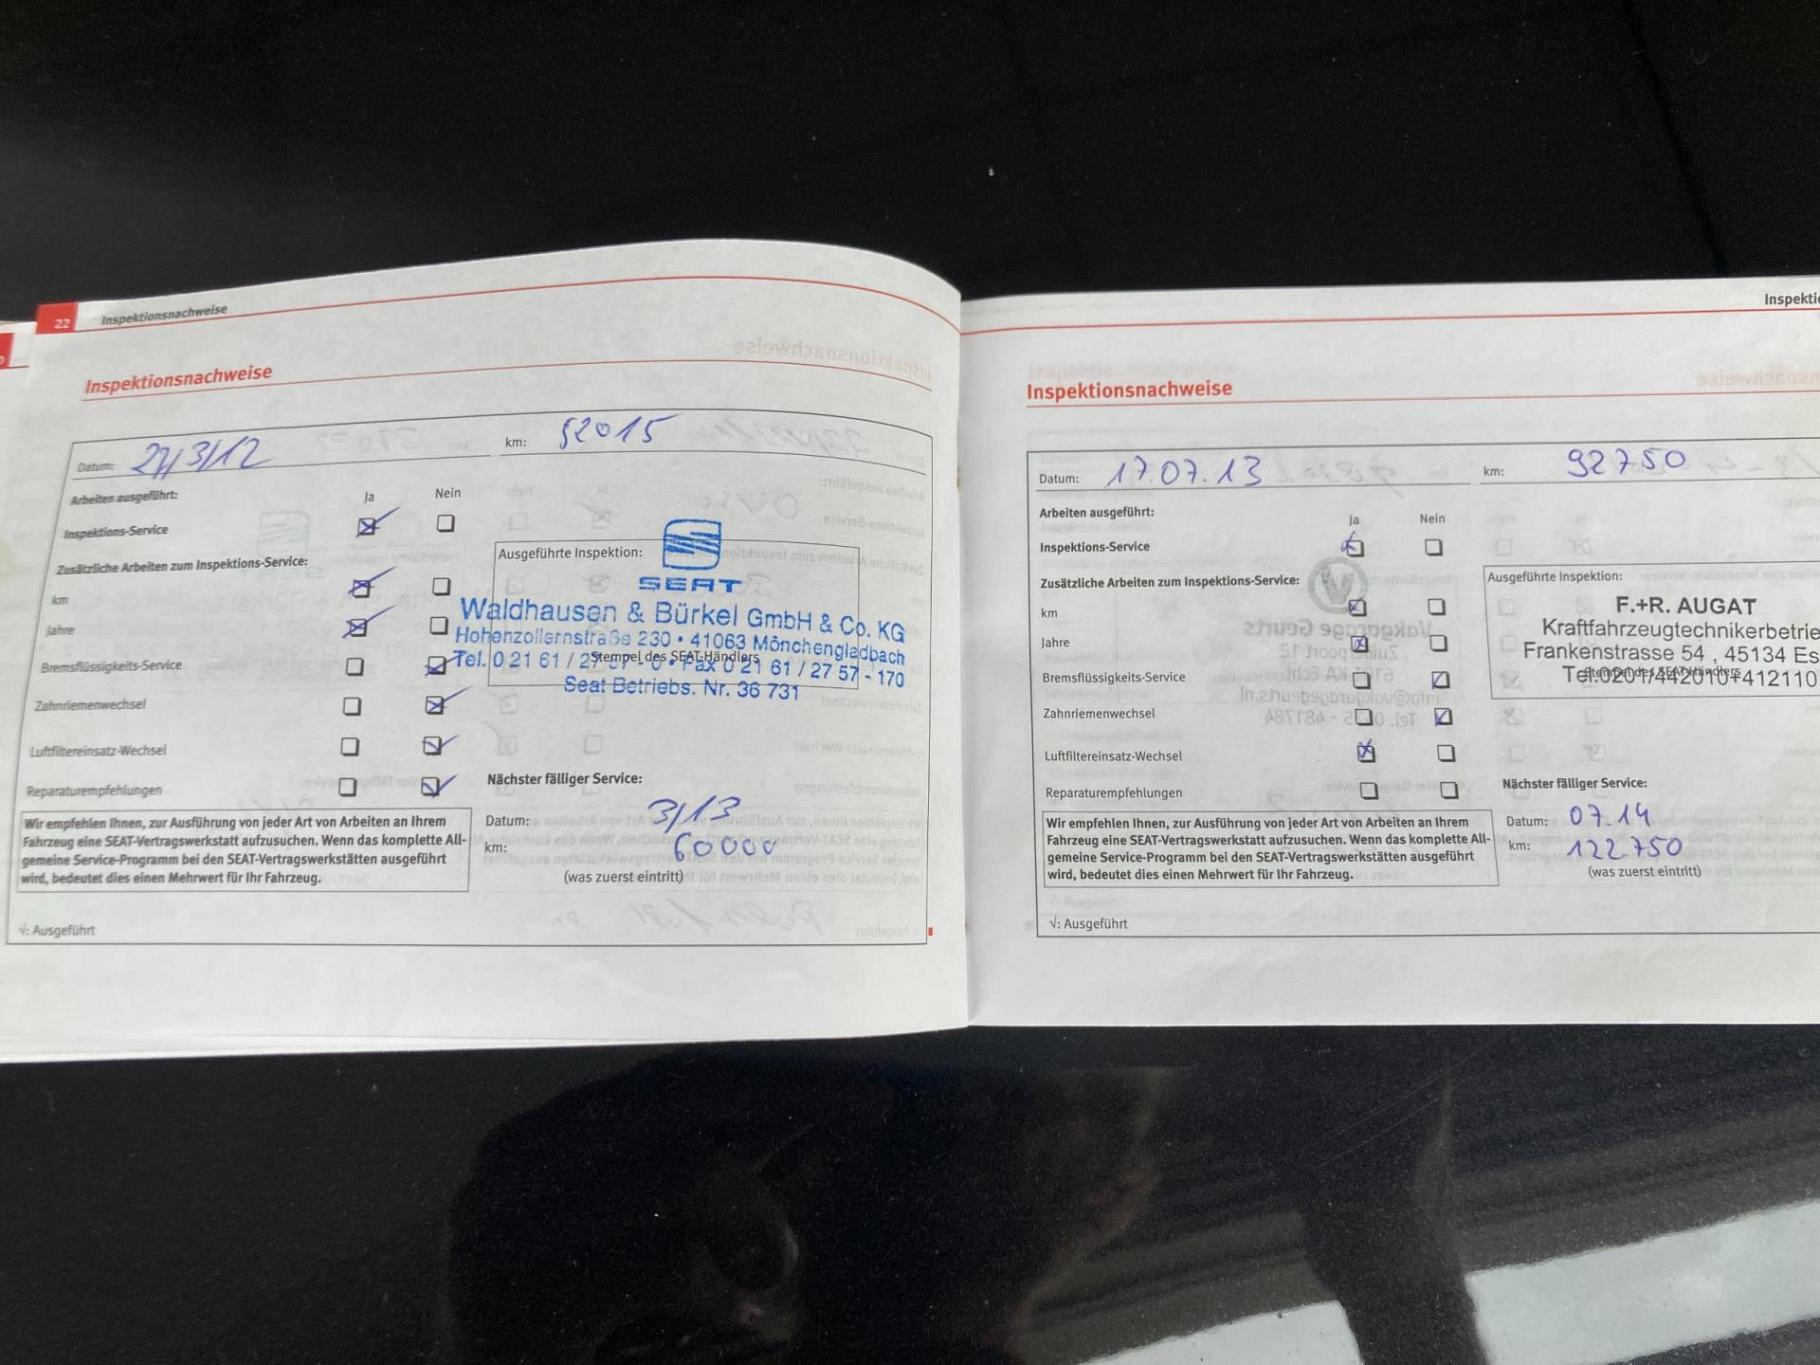 22 Inspektionsnachweise
Inspektionsnachweise
Datum: 27/3/12 km: 52015
Arbeiten ausgeführt: Ja Nein
Inspektions-Service
Zusätzliche Arbeiten zum Inspektions-Service:
km
Jahre
Bremsflüssigkeits-Service
Zahnriemenwechsel
Luftfiltereinsatz-Wechsel
Reparaturempfehlungen
Ausgeführte Inspektion:
SEAT
Waldhausen & Bürkel GmbH & Co. KG
Hohenzollernstraße 230 • 41063 Mönchengladbach
Tel. 0 21 61 / 27 57 - 0 • Fax 0 21 61 / 27 57 - 170
Stempel des SEAT-Händlers
Seat Betriebs. Nr. 36 731
Nächster fälliger Service:
Datum: 3/13
km: 60000
(was zuerst eintritt)
Wir empfehlen Ihnen, zur Ausführung von jeder Art von Arbeiten an Ihrem
Fahrzeug eine SEAT-Vertragswerkstatt aufzusuchen. Wenn das komplette All-
gemeine Service-Programm bei den SEAT-Vertragswerkstätten ausgeführt
wird, bedeutet dies einen Mehrwert für Ihr Fahrzeug.
√: Ausgeführt
Inspekti
Inspektionsnachweise
Datum: 17.07.13 km: 92750
Arbeiten ausgeführt: Ja Nein
Inspektions-Service
Zusätzliche Arbeiten zum Inspektions-Service:
km
Jahre
Bremsflüssigkeits-Service
Zahnriemenwechsel
Luftfiltereinsatz-Wechsel
Reparaturempfehlungen
Ausgeführte Inspektion:
F.+R. AUGAT
Kraftfahrzeugtechnikerbetrie
Frankenstrasse 54 , 45134 Es
Tel.0201/442010+412110
Nächster fälliger Service:
Datum: 07.14
km: 122750
(was zuerst eintritt)
Wir empfehlen Ihnen, zur Ausführung von jeder Art von Arbeiten an Ihrem
Fahrzeug eine SEAT-Vertragswerkstatt aufzusuchen. Wenn das komplette All-
gemeine Service-Programm bei den SEAT-Vertragswerkstätten ausgeführt
wird, bedeutet dies einen Mehrwert für Ihr Fahrzeug.
√: Ausgeführt